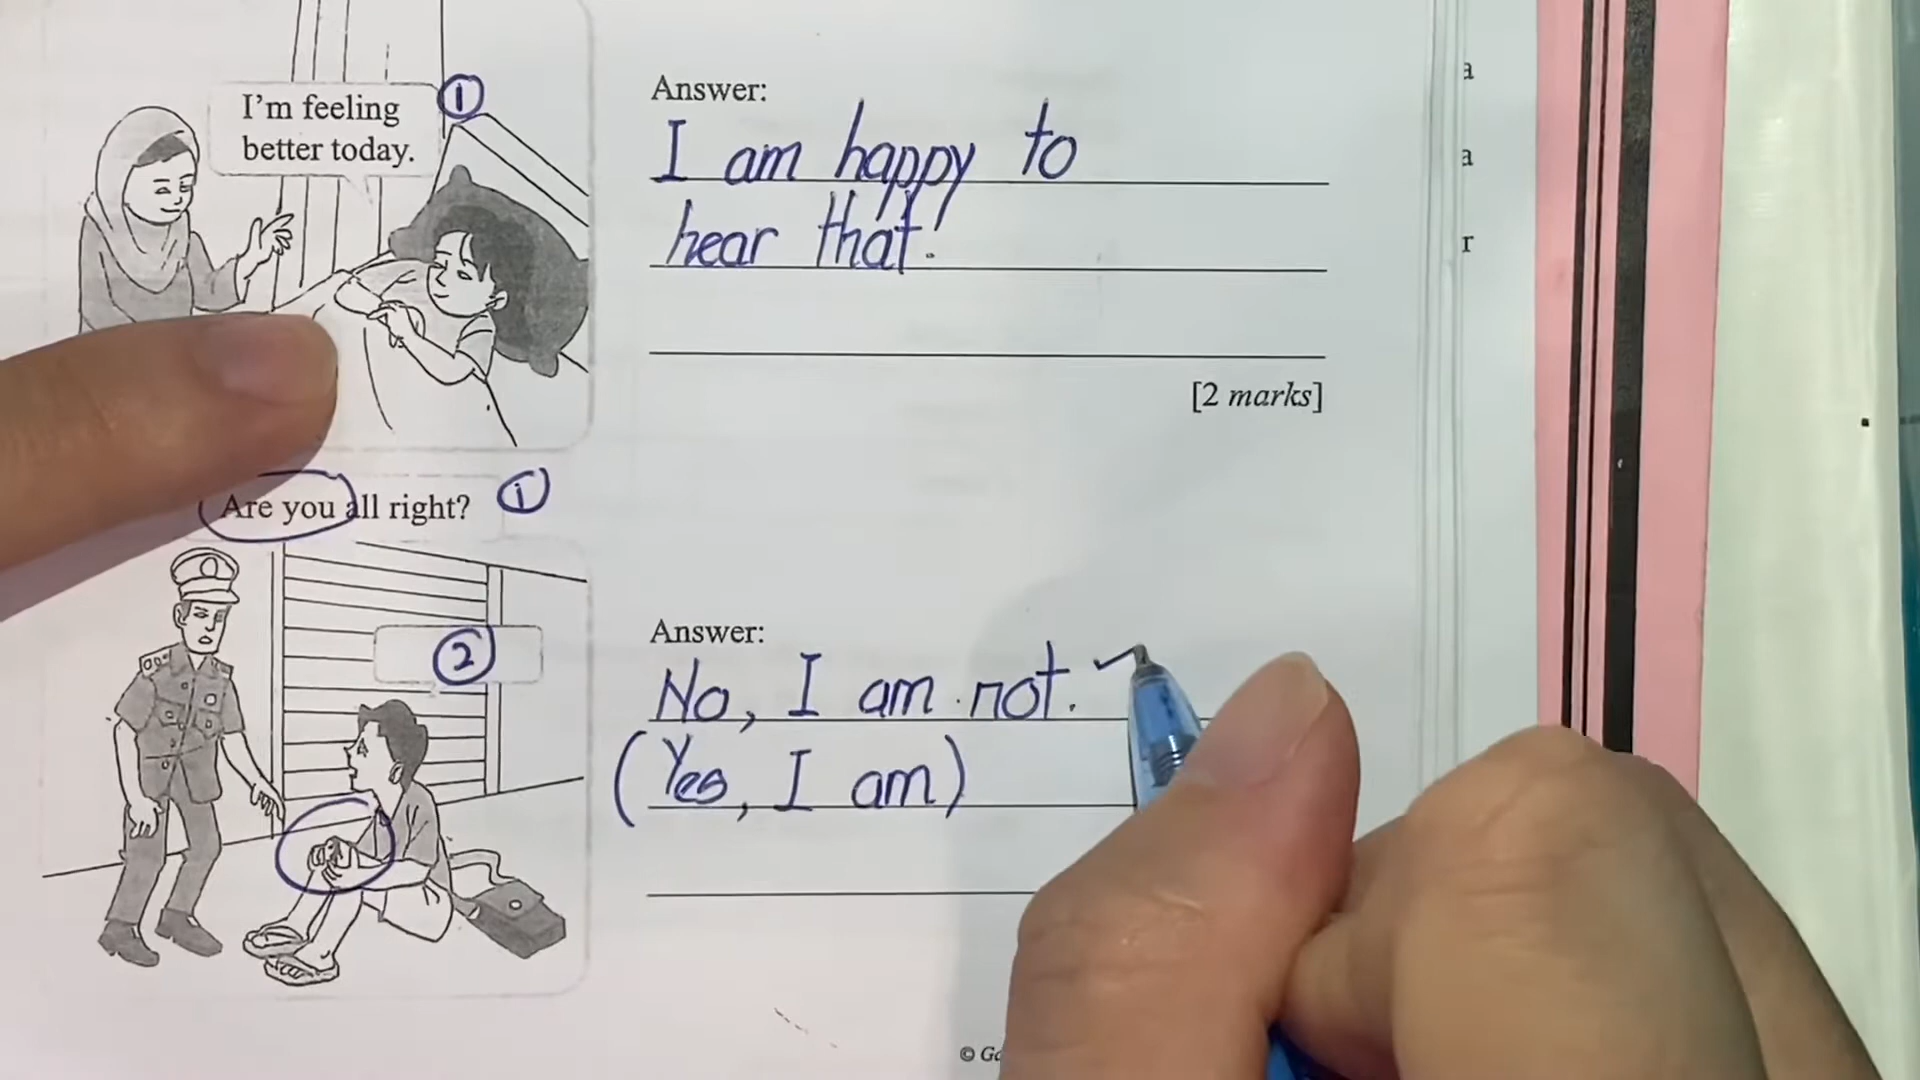 I'm feeling
better today.
1
Answer:
I am happy to
hear that!
[2 marks]
Are you all right?
1
2
Answer:
No, I am not.
(Yes, I am)
©
a
a
r